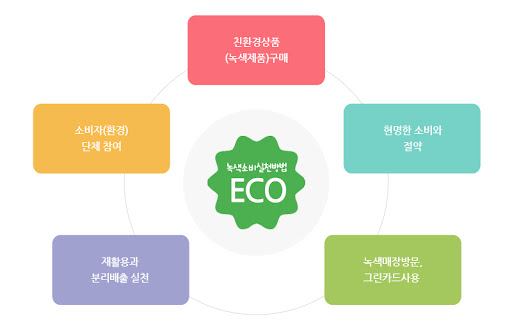 친환경상품
(녹색제품)구매
소비자(환경)
단체 참여
현명한 소비와
절약
녹색소비실천방법
ECO
재활용과
분리배출 실천
녹색매장방문,
그린카드사용